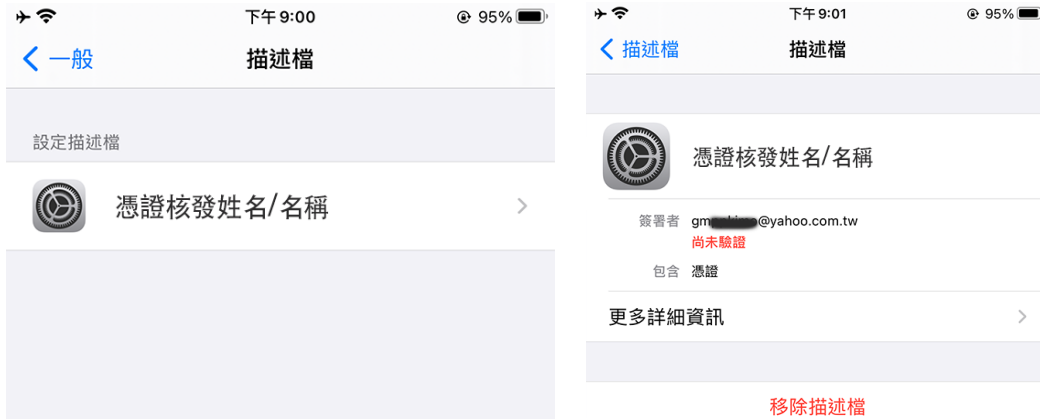 下午9:00
95%
一般
描述檔
設定描述檔
憑證核發姓名/名稱
下午9:01
95%
描述檔
描述檔
憑證核發姓名/名稱
簽署者
@yahoo.com.tw
尚未驗證
包含
憑證
更多詳細資訊
移除描述檔